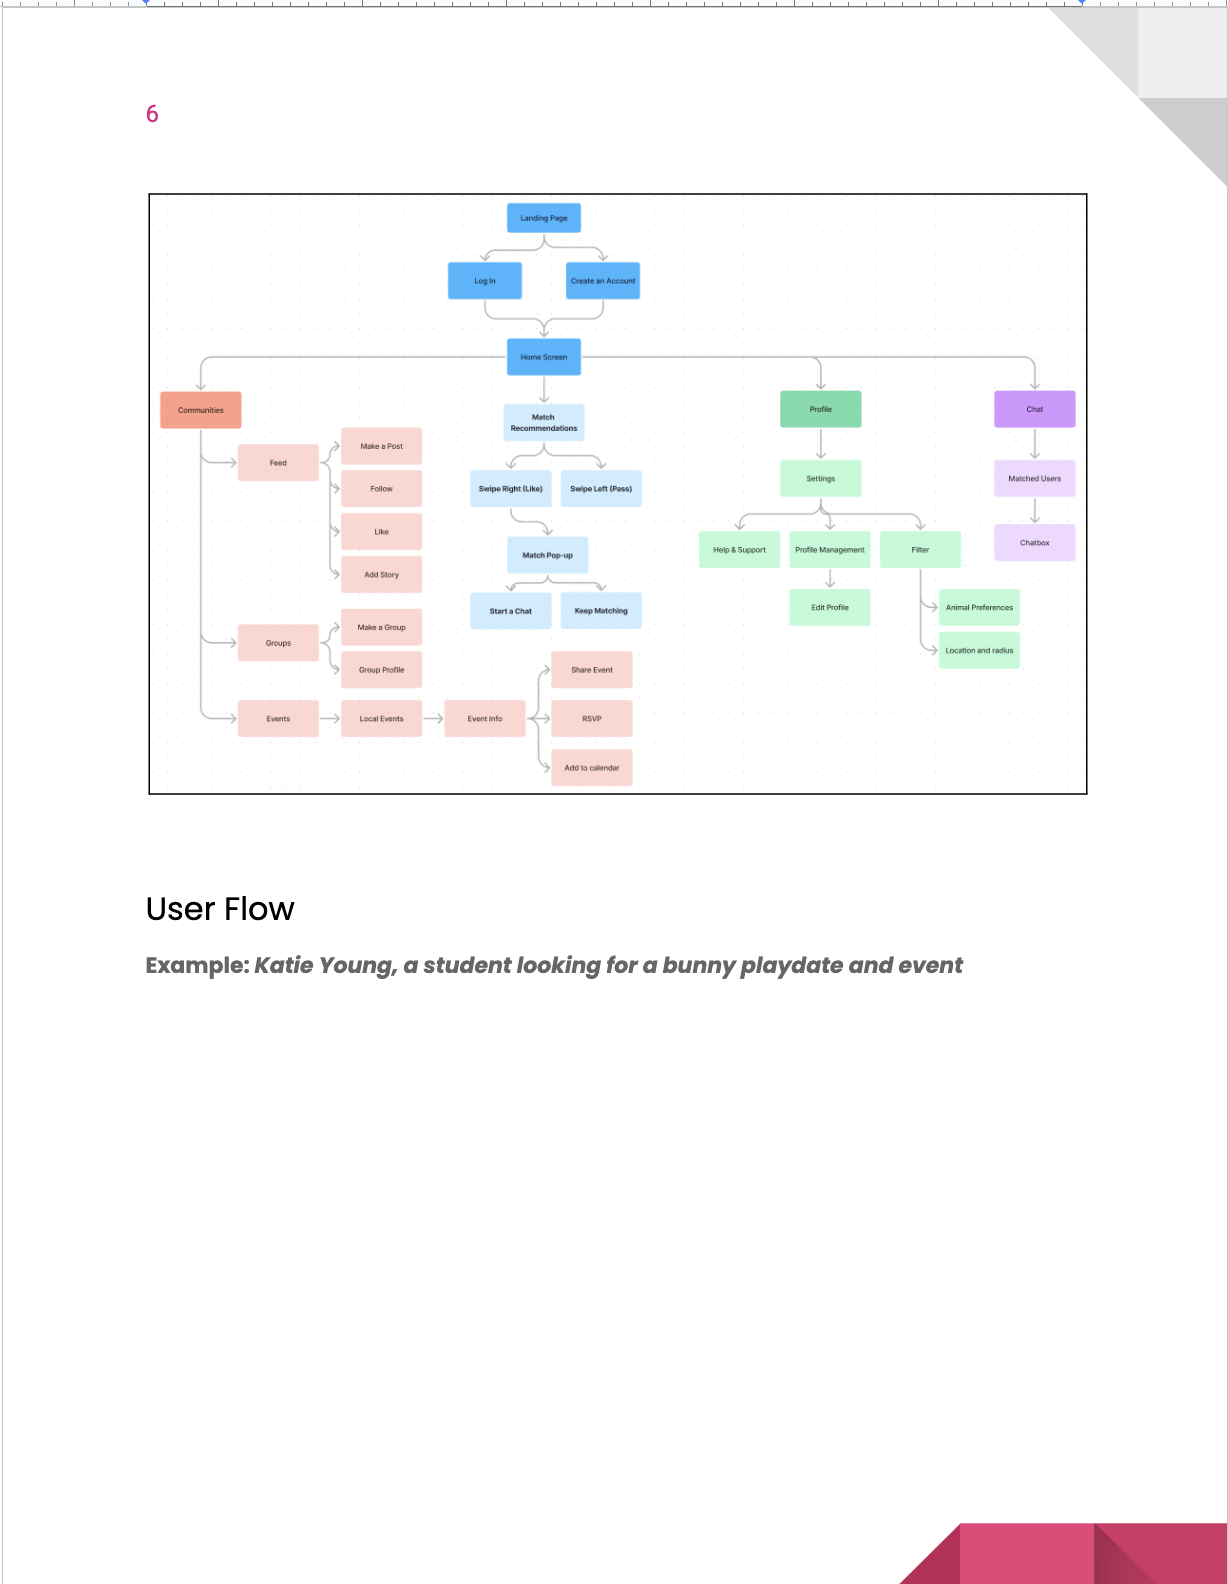 6
Landing Page
Log In
Create an Account
Home Screen
Communities
Feed
Make a Post
Follow
Like
Add Story
Groups
Make a Group
Group Profile
Events
Local Events
Event Info
Share Event
RSVP
Add to calendar
Match
Recommendations
Swipe Right (Like)
Swipe Left (Pass)
Match Pop-up
Start a Chat
Keep Matching
Profile
Settings
Help & Support
Profile Management
Filter
Edit Profile
Animal Preferences
Location and radius
Chat
Matched Users
Chatbox
User Flow
Example: Katie Young, a student looking for a bunny playdate and event